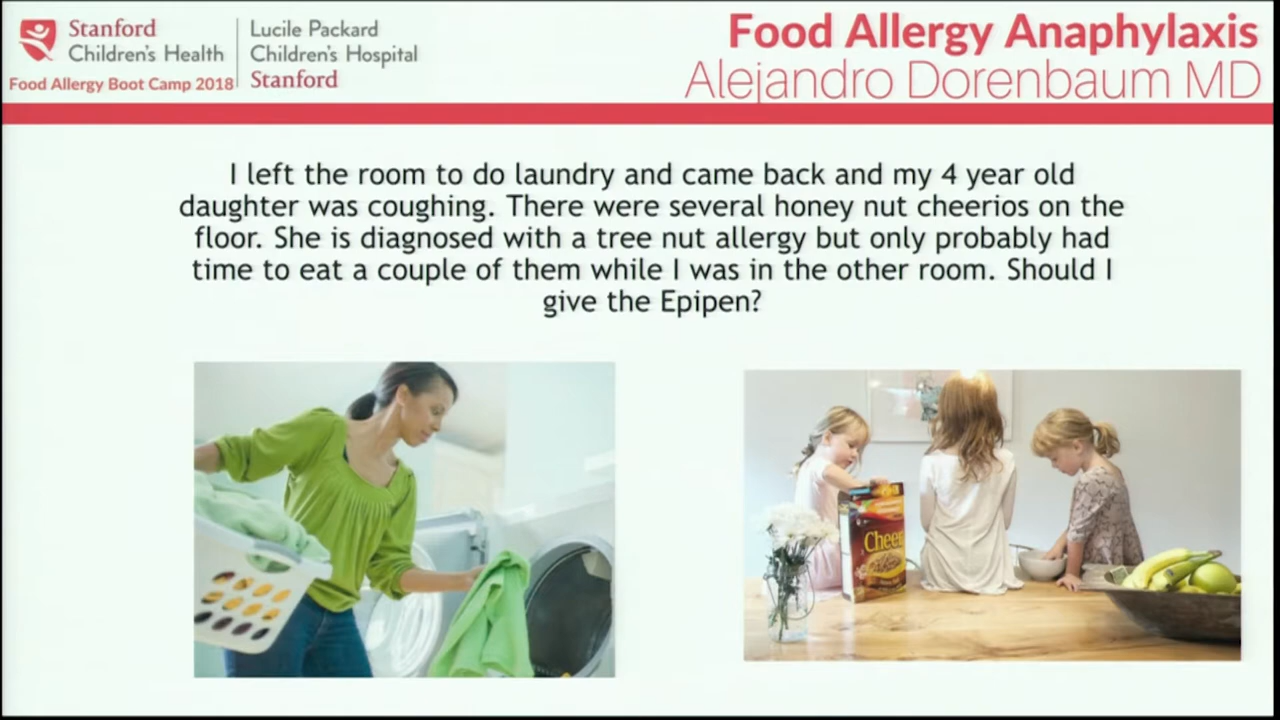 Stanford
Children's Health
Food Allergy Boot Camp 2018
Lucile Packard
Children's Hospital
Stanford
Food Allergy Anaphylaxis
Alejandro Dorenbaum MD
I left the room to do laundry and came back and my 4 year old
daughter was coughing. There were several honey nut cheerios on the
floor. She is diagnosed with a tree nut allergy but only probably had
time to eat a couple of them while I was in the other room. Should I
give the Epipen?
Cheer